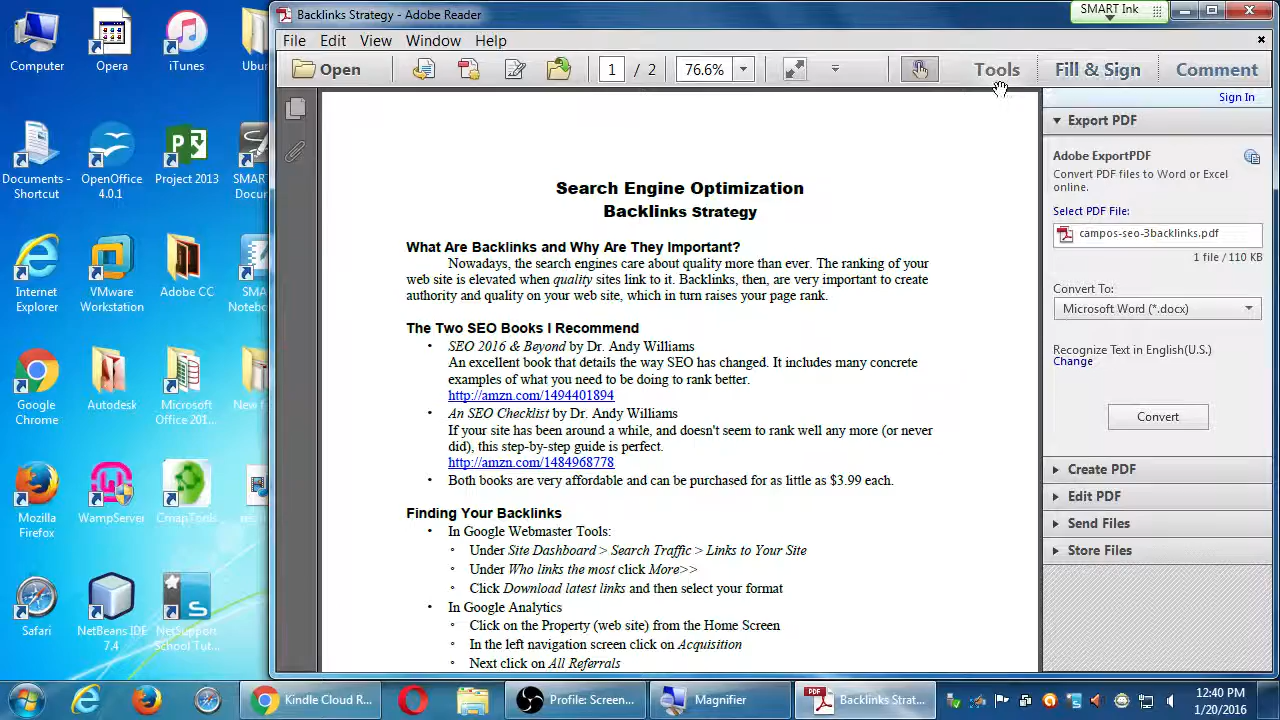 Backlinks Strategy - Adobe Reader
SMART Ink
File Edit View Window Help
Open 1 / 2 76.6% Tools Fill & Sign Comment
Sign In
Export PDF
Adobe ExportPDF
Convert PDF files to Word or Excel
online.
Select PDF File:
campos-seo-3backlinks.pdf
1 file / 110 KB
Convert To:
Microsoft Word (*.docx)
Recognize Text in English(U.S.)
Change
Convert
Create PDF
Edit PDF
Send Files
Store Files
Search Engine Optimization
Backlinks Strategy
What Are Backlinks and Why Are They Important?
Nowadays, the search engines care about quality more than ever. The ranking of your
web site is elevated when quality sites link to it. Backlinks, then, are very important to create
authority and quality on your web site, which in turn raises your page rank.
The Two SEO Books I Recommend
• SEO 2016 & Beyond by Dr. Andy Williams
An excellent book that details the way SEO has changed. It includes many concrete
examples of what you need to be doing to rank better.
http://amzn.com/1494401894
• An SEO Checklist by Dr. Andy Williams
If your site has been around a while, and doesn't seem to rank well any more (or never
did), this step-by-step guide is perfect.
http://amzn.com/1484968778
• Both books are very affordable and can be purchased for as little as $3.99 each.
Finding Your Backlinks
• In Google Webmaster Tools:
◦ Under Site Dashboard > Search Traffic > Links to Your Site
◦ Under Who links the most click More>>
◦ Click Download latest links and then select your format
• In Google Analytics
◦ Click on the Property (web site) from the Home Screen
◦ In the left navigation screen click on Acquisition
◦ Next click on All Referrals
Computer Opera iTunes Ubu
Documents -
Shortcut
OpenOffice
4.0.1
Project 2013
SMAR
Docu...
Internet
Explorer
VMware
Workstation
Adobe CC
SMA
Notebo
Google
Chrome
Autodesk
Microsoft
Office 201...
New f
Mozilla
Firefox
WampServer
CmapTools
Safari
NetBeans IDE
7.4
NetSupport
School Tut...
Kindle Cloud R...
Profile: Screen...
Magnifier
PDF
Backlinks Strat...
12:40 PM
1/20/2016